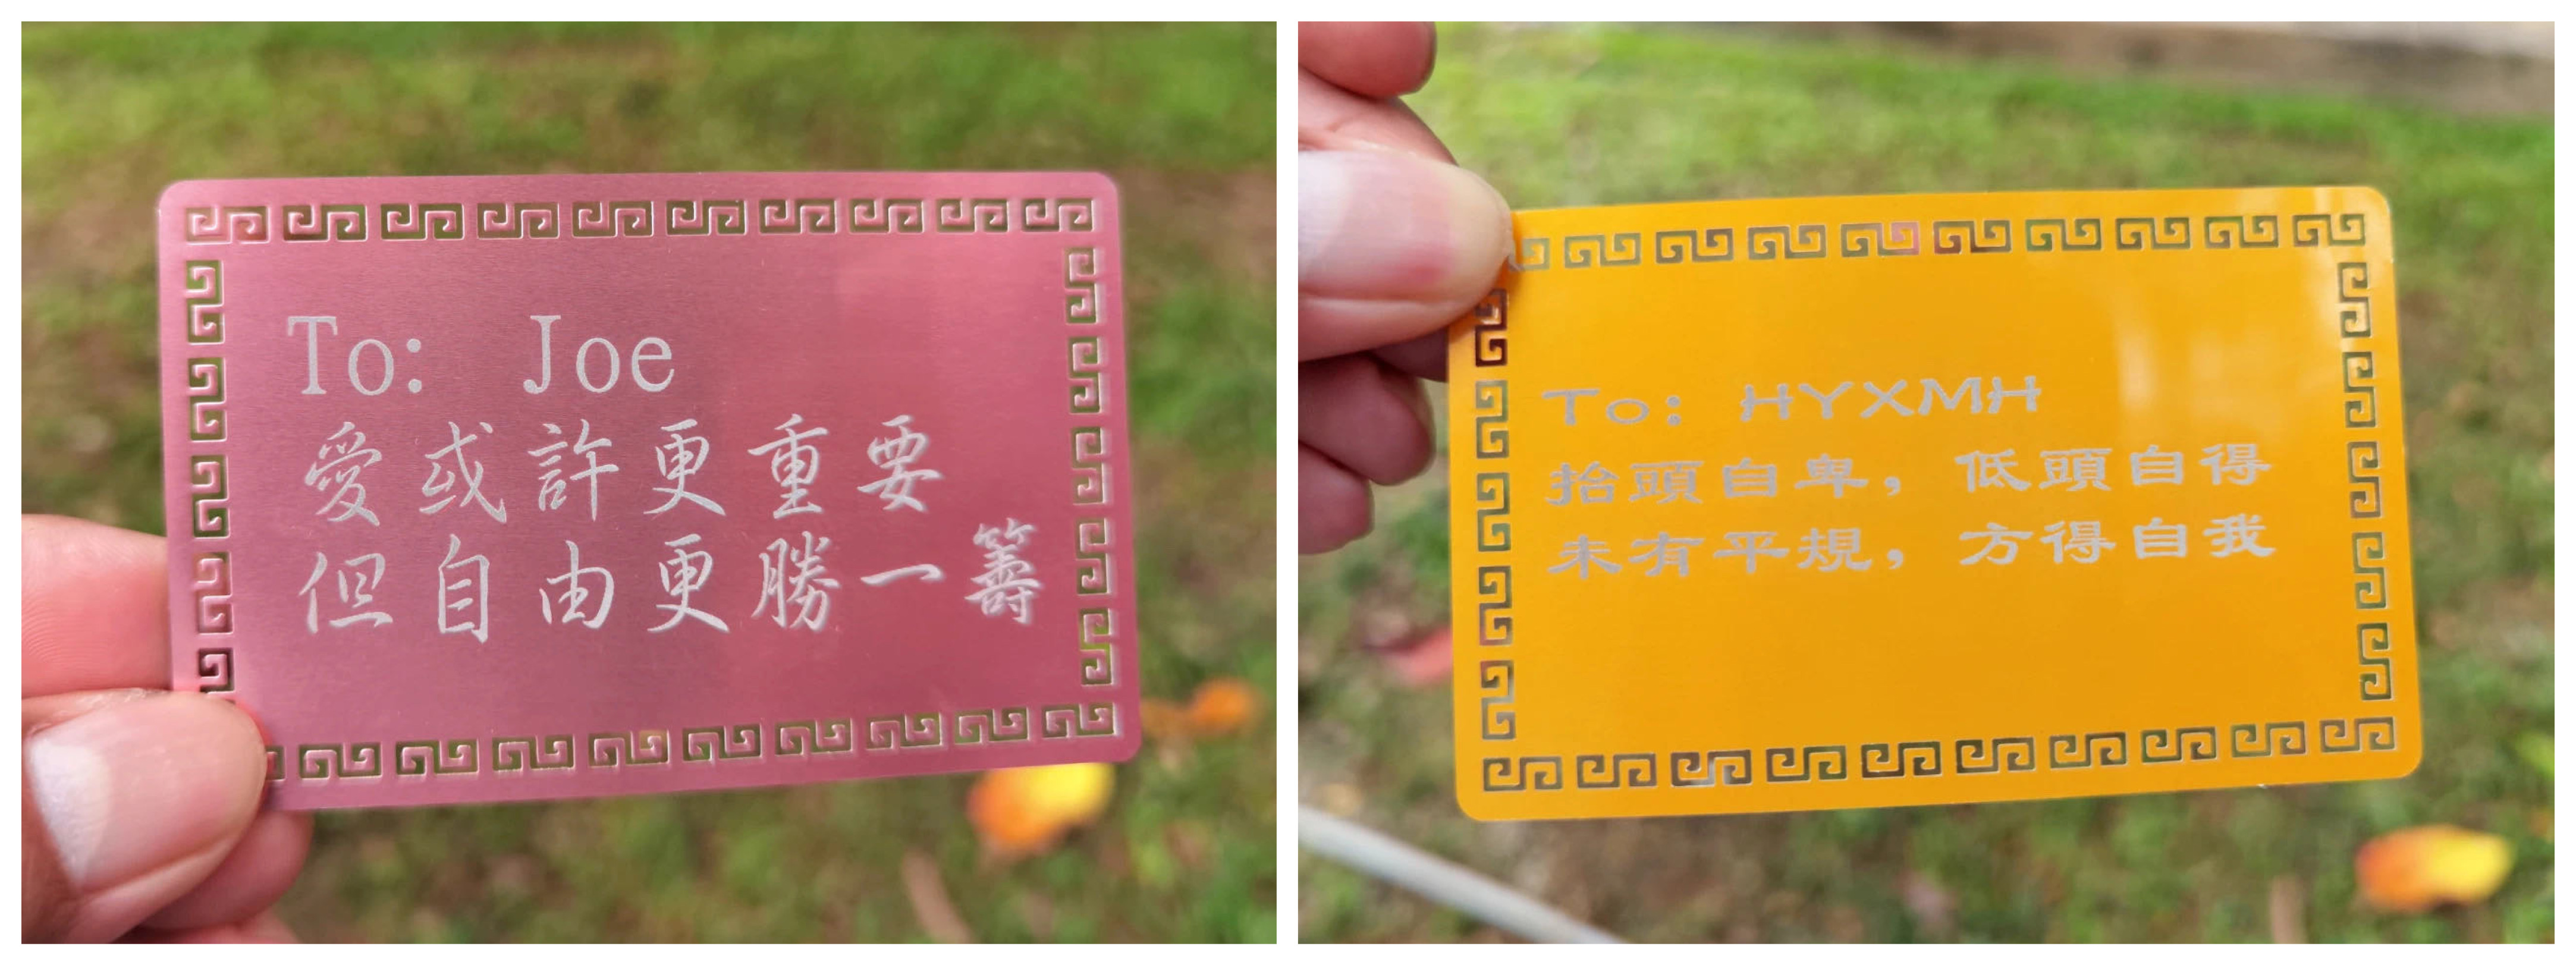 To: Joe
愛或許更重要
但自由更勝一籌
To: HYXMH
抬頭自卑，低頭自得
未有平規，方得自我